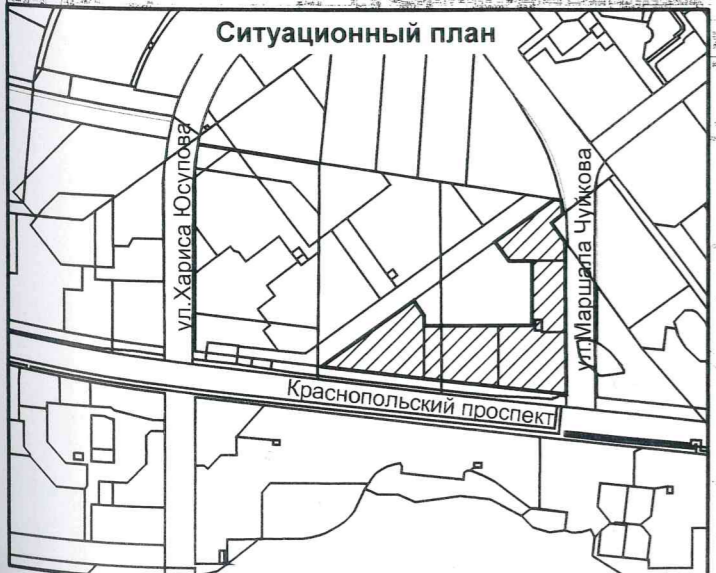 Ситуационный план
ул.Хариса Юсупова
ул.Маршала Чуйкова
Краснопольский проспект